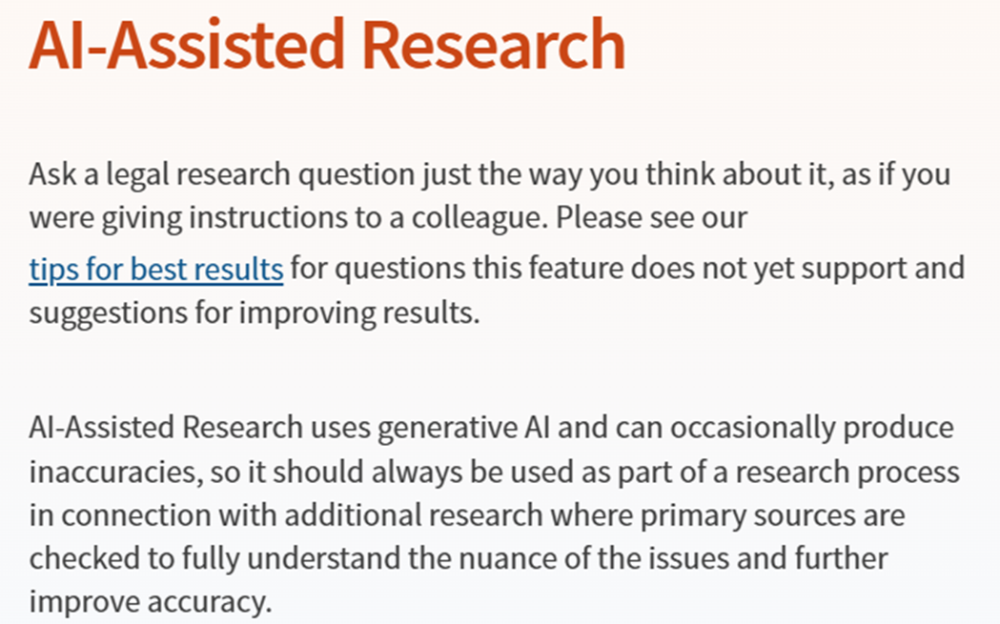 AI-Assisted Research
Ask a legal research question just the way you think about it, as if you
were giving instructions to a colleague. Please see our
tips for best results for questions this feature does not yet support and
suggestions for improving results.
AI-Assisted Research uses generative AI and can occasionally produce
inaccuracies, so it should always be used as part of a research process
in connection with additional research where primary sources are
checked to fully understand the nuance of the issues and further
improve accuracy.